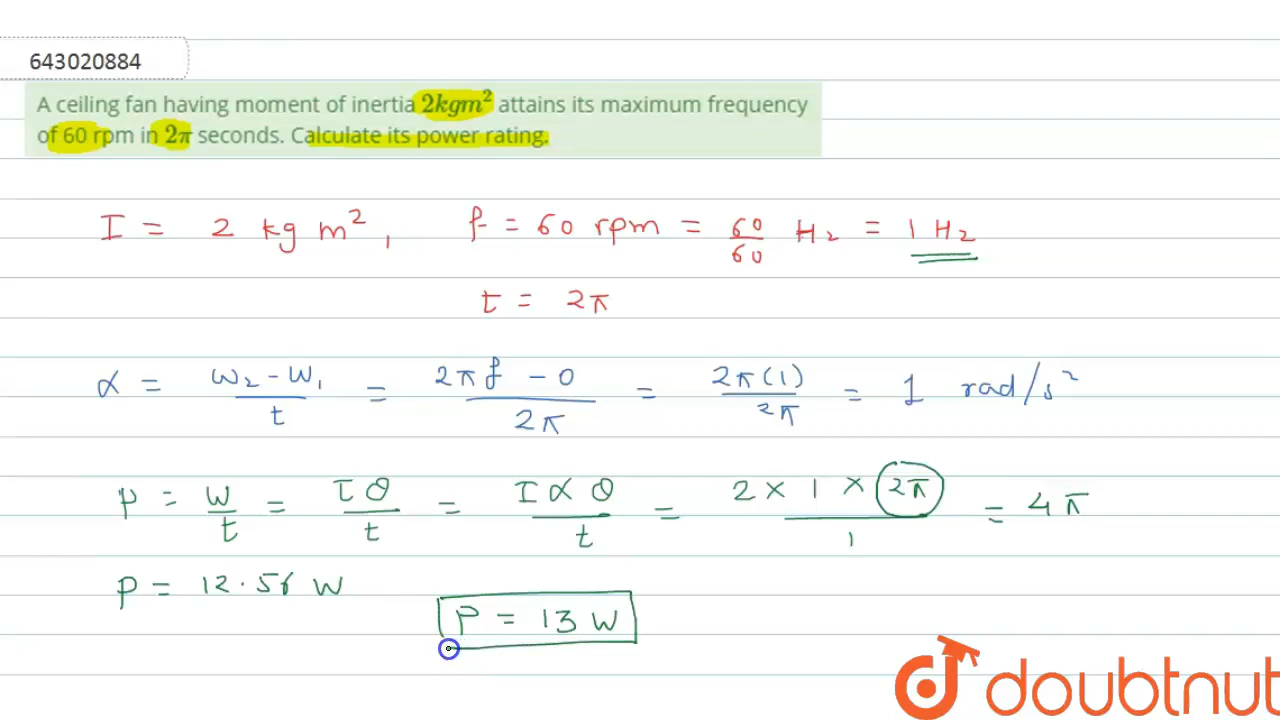 643020884
A ceiling fan having moment of inertia 2kgm² attains its maximum frequency
of 60 rpm in 2π seconds. Calculate its power rating.
I = 2 kg m², f = 60 rpm = 60/60 Hz = 1 Hz
t = 2π
α = (ω₂ - ω₁)/t = (2πf - 0)/2π = 2π(1)/2π = 1 rad/s²
P = W/t = τθ/t = Iαθ/t = (2 × 1 × 2π)/1 = 4π
P = 12.56 W
P = 13 W
doubtnut